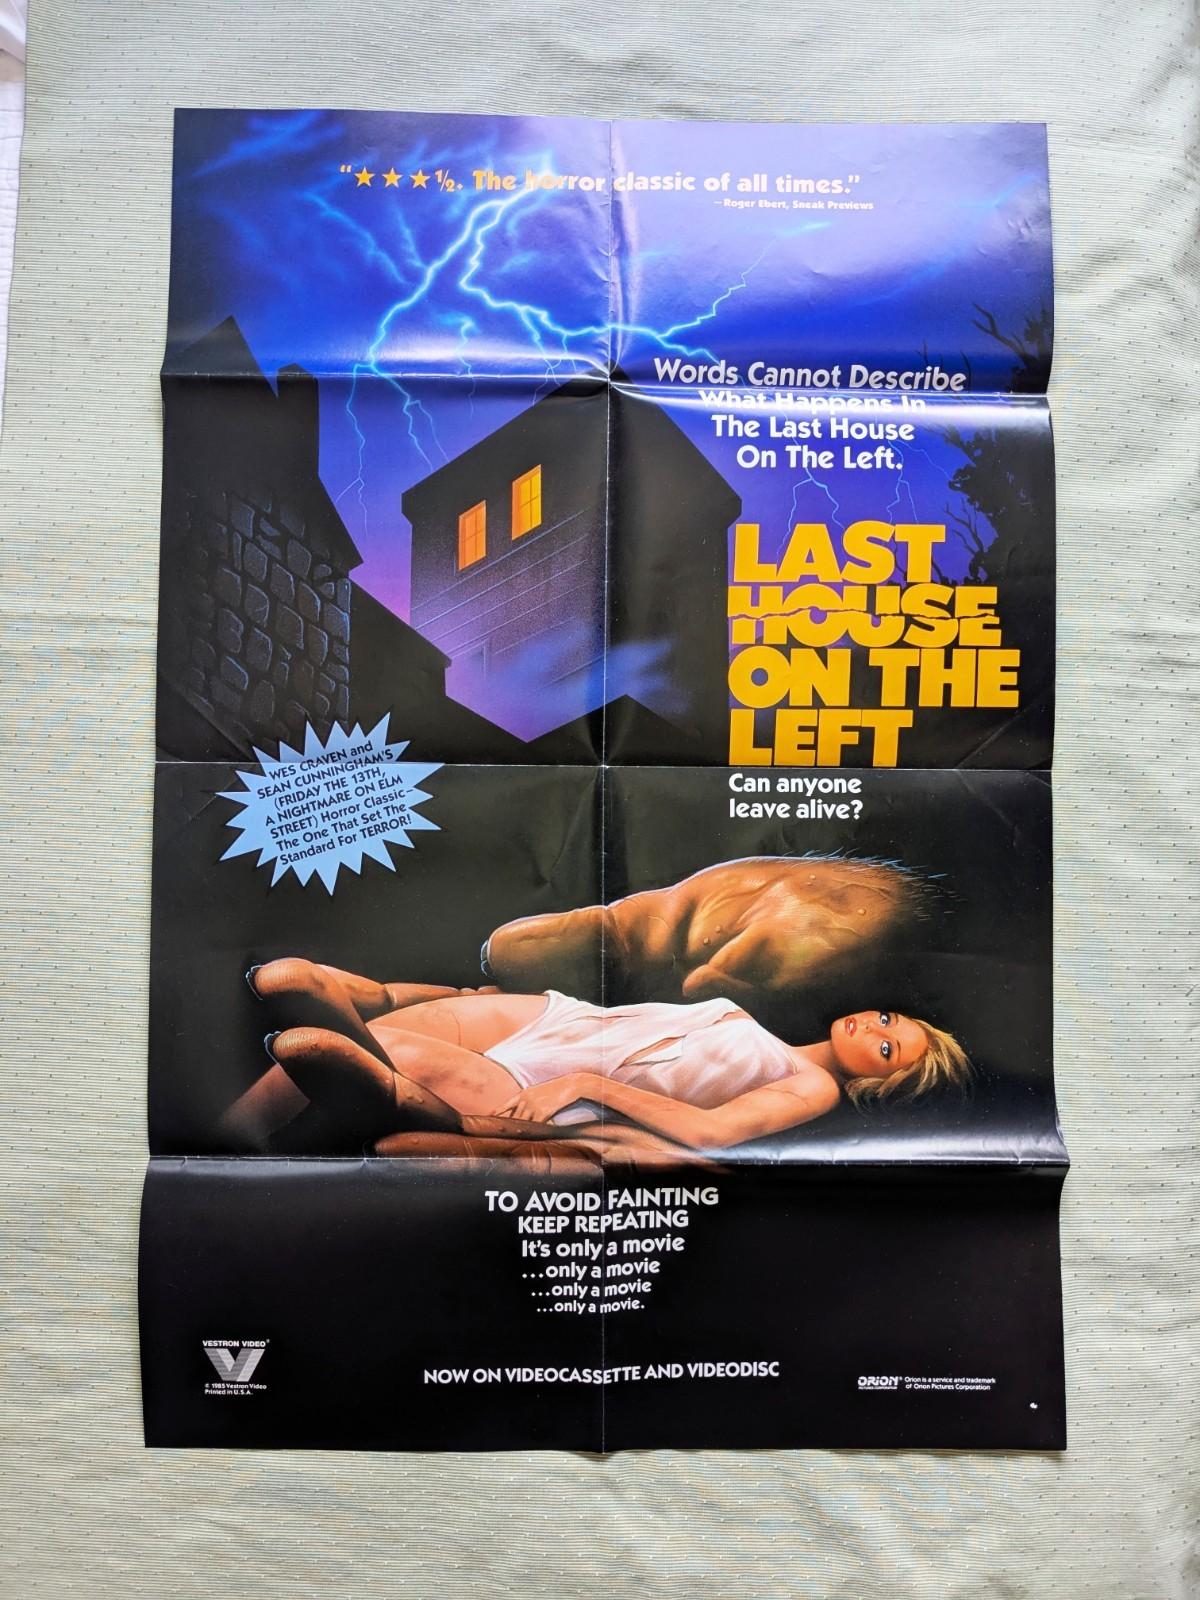 “★★★½. The horror classic of all times.”
—Roger Ebert, Sneak Previews
Words Cannot Describe
What Happens In
The Last House
On The Left.
LAST
HOUSE
ON THE
LEFT
Can anyone
leave alive?
WES CRAVEN and
SEAN CUNNINGHAM'S
(FRIDAY THE 13TH,
A NIGHTMARE ON ELM
STREET) Horror Classic—
The One That Set The
Standard For TERROR!
TO AVOID FAINTING
KEEP REPEATING
It's only a movie
...only a movie
...only a movie
...only a movie.
NOW ON VIDEOCASSETTE AND VIDEODISC
VESTRON VIDEO®
© 1985 Vestron Video
Printed in U.S.A.
ORION®
PICTURES CORPORATION
Orion is a service and trademark
of Orion Pictures Corporation